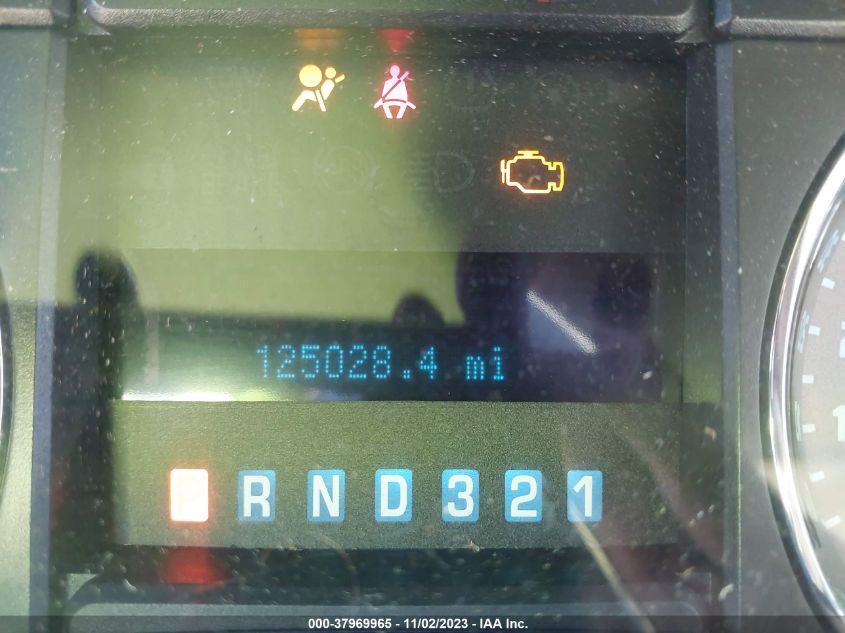 125028.4 mi
P R N D 3 2 1
000-37969965 - 11/02/2023 - IAA Inc.